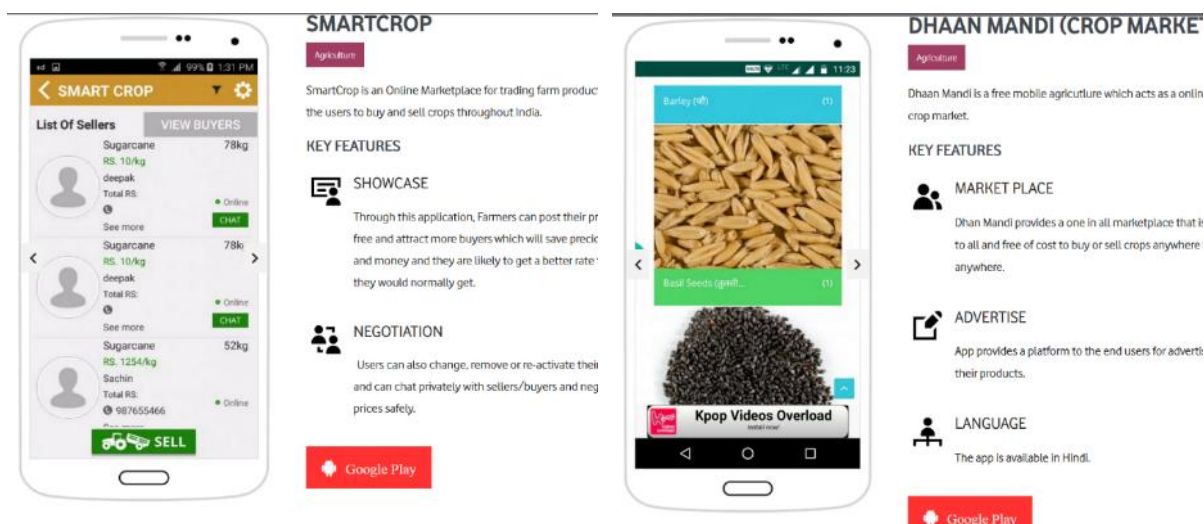 SMARTCROP
Agriculture
SmartCrop is an Online Marketplace for trading farm produc
the users to buy and sell crops throughout India.
KEY FEATURES
SHOWCASE
Through this application, Farmers can post their pr
free and attract more buyers which will save precio
and money and they are likely to get a better rate
they would normally get.
NEGOTIATION
Users can also change, remove or re-activate thei
and can chat privately with sellers/buyers and neg
prices safely.
Google Play
99% 1:31 PM
SMART CROP
List Of Sellers VIEW BUYERS
Sugarcane 78kg
RS. 10/kg
deepak
Total RS:
Online
CHAT
See more
Sugarcane 78k
RS. 10/kg
deepak
Total RS:
Online
CHAT
See more
Sugarcane 52kg
RS. 1254/kg
Sachin
Total RS:
987655466 Online
SELL
DHAAN MANDI (CROP MARKE
Agriculture
Dhaan Mandi is a free mobile agricutlure which acts as a onlin
crop market.
KEY FEATURES
MARKET PLACE
Dhan Mandi provides a one in all marketplace that is
to all and free of cost to buy or sell crops anywhere
anywhere.
ADVERTISE
App provides a platform to the end users for advertis
their products.
LANGUAGE
The app is available in Hindi.
Google Play
11:23
Barley (जौ) (1)
Basil Seeds (तुलसी... (1)
Kpop Videos Overload
Install now!